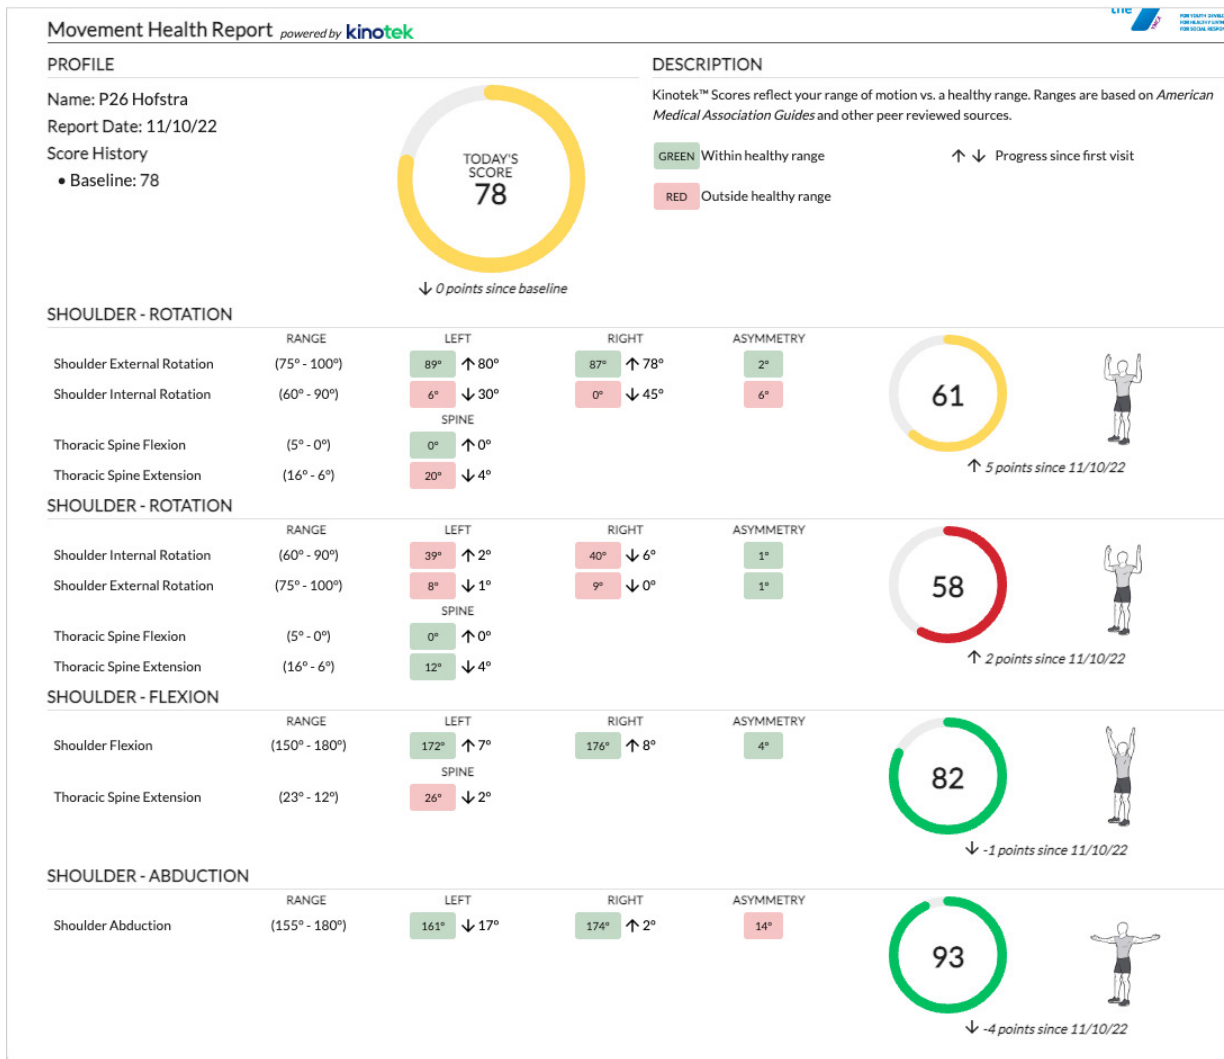 Movement Health Report powered by kinotek
the
YMCA
FOR YOUTH DEVEL
FOR HEALTHY LIVIN
FOR SOCIAL RESPON
PROFILE
Name: P26 Hofstra
Report Date: 11/10/22
Score History
• Baseline: 78
TODAY'S
SCORE
78
↓ 0 points since baseline
DESCRIPTION
Kinotek™ Scores reflect your range of motion vs. a healthy range. Ranges are based on American
Medical Association Guides and other peer reviewed sources.
GREEN Within healthy range ↑ ↓ Progress since first visit
RED Outside healthy range
SHOULDER - ROTATION
RANGE LEFT RIGHT ASYMMETRY
Shoulder External Rotation (75° - 100°) 89° ↑ 80° 87° ↑ 78° 2°
Shoulder Internal Rotation (60° - 90°) 6° ↓ 30° 0° ↓ 45° 6°
SPINE
Thoracic Spine Flexion (5° - 0°) 0° ↑ 0°
Thoracic Spine Extension (16° - 6°) 20° ↓ 4°
61
↑ 5 points since 11/10/22
SHOULDER - ROTATION
RANGE LEFT RIGHT ASYMMETRY
Shoulder Internal Rotation (60° - 90°) 39° ↑ 2° 40° ↓ 6° 1°
Shoulder External Rotation (75° - 100°) 8° ↓ 1° 9° ↓ 0° 1°
SPINE
Thoracic Spine Flexion (5° - 0°) 0° ↑ 0°
Thoracic Spine Extension (16° - 6°) 12° ↓ 4°
58
↑ 2 points since 11/10/22
SHOULDER - FLEXION
RANGE LEFT RIGHT ASYMMETRY
Shoulder Flexion (150° - 180°) 172° ↑ 7° 176° ↑ 8° 4°
SPINE
Thoracic Spine Extension (23° - 12°) 26° ↓ 2°
82
↓ -1 points since 11/10/22
SHOULDER - ABDUCTION
RANGE LEFT RIGHT ASYMMETRY
Shoulder Abduction (155° - 180°) 161° ↓ 17° 174° ↑ 2° 14°
93
↓ -4 points since 11/10/22